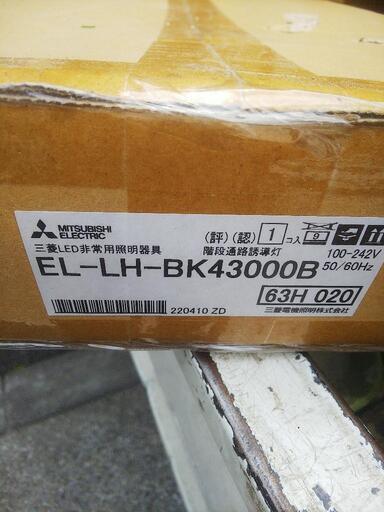 MITSUBISHI
ELECTRIC
三菱LED非常用照明器具
(評)(認) 1 コ入 9 11
階段通路誘導灯
100-242V
50/60Hz
EL-LH-BK43000B
63H 020
220410 ZD
三菱電機照明株式会社